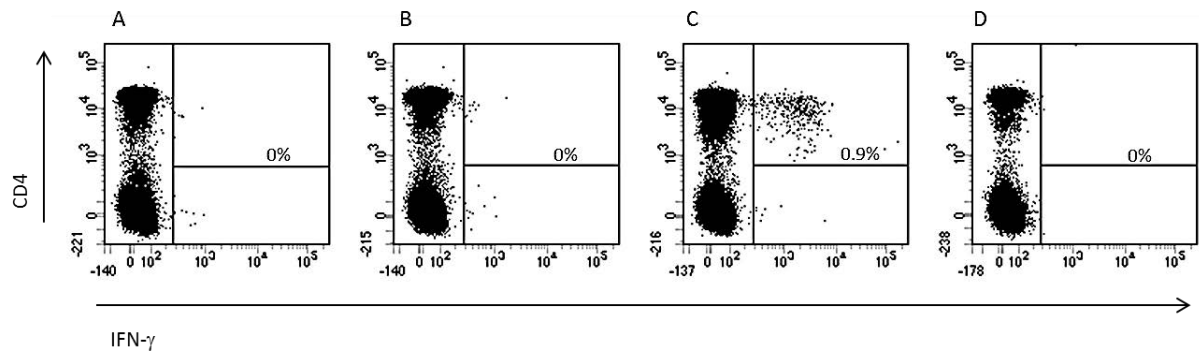 A B C D
CD4
10⁵ 10⁵ 10⁵ 10⁵
10⁴ 10⁴ 10⁴ 10⁴
10³ 10³ 10³ 10³
0% 0% 0.9% 0%
0 0 0 0
-221 -215 -216 -238
0 10² 10³ 10⁴ 10⁵ 0 10² 10³ 10⁴ 10⁵ 0 10² 10³ 10⁴ 10⁵ 0 10² 10³ 10⁴ 10⁵
-140 -140 -137 -178
IFN-γ